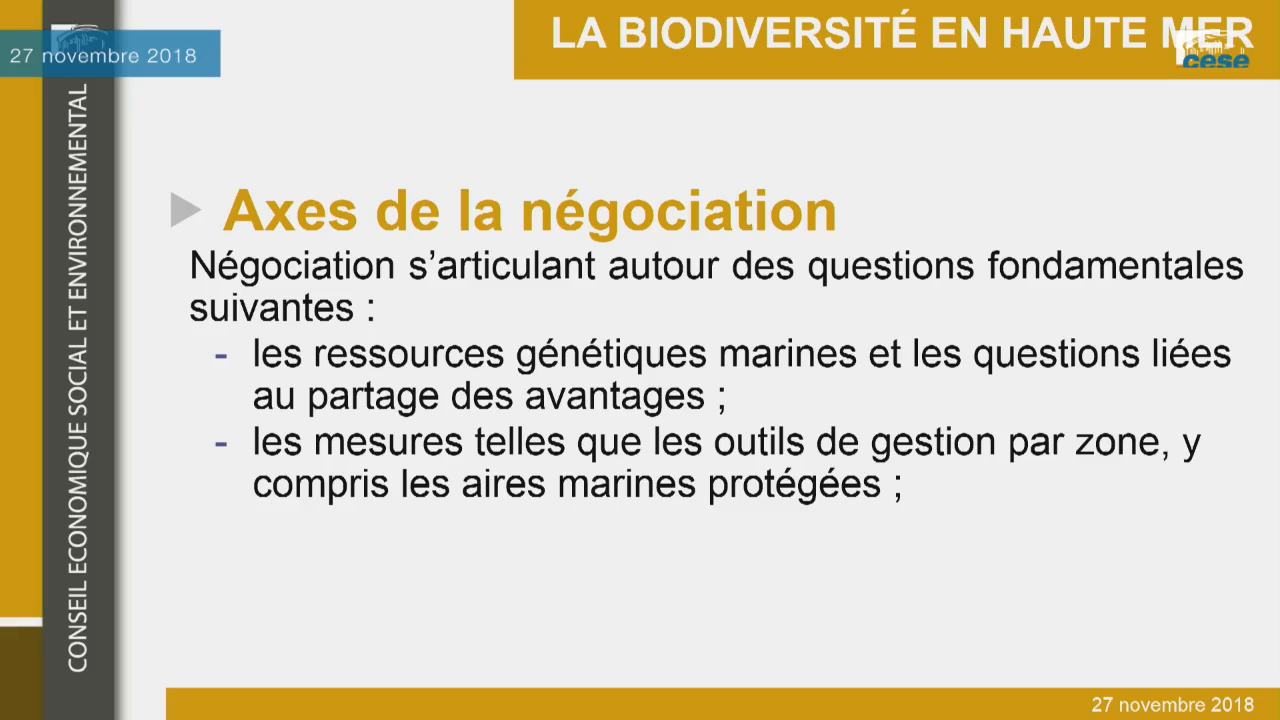 LA BIODIVERSITÉ EN HAUTE MER
cese
27 novembre 2018
CONSEIL ECONOMIQUE SOCIAL ET ENVIRONNEMENTAL
Axes de la négociation
Négociation s’articulant autour des questions fondamentales
suivantes :
- les ressources génétiques marines et les questions liées
au partage des avantages ;
- les mesures telles que les outils de gestion par zone, y
compris les aires marines protégées ;
27 novembre 2018